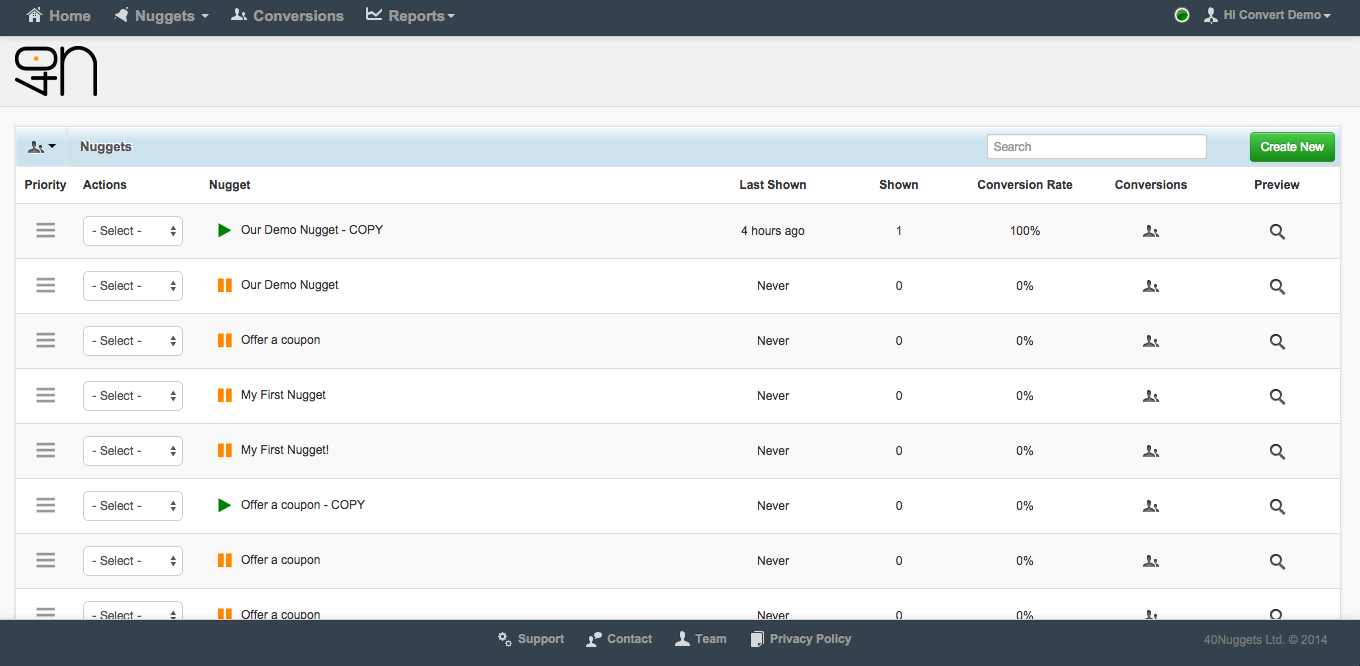 Home Nuggets Conversions Reports Hi Convert Demo
Nuggets Search Create New
Priority Actions Nugget Last Shown Shown Conversion Rate Conversions Preview
- Select - Our Demo Nugget - COPY 4 hours ago 1 100%
- Select - Our Demo Nugget Never 0 0%
- Select - Offer a coupon Never 0 0%
- Select - My First Nugget Never 0 0%
- Select - My First Nugget! Never 0 0%
- Select - Offer a coupon - COPY Never 0 0%
- Select - Offer a coupon Never 0 0%
- Select - Offer a coupon Never 0 0%
Support Contact Team Privacy Policy 40Nuggets Ltd. © 2014